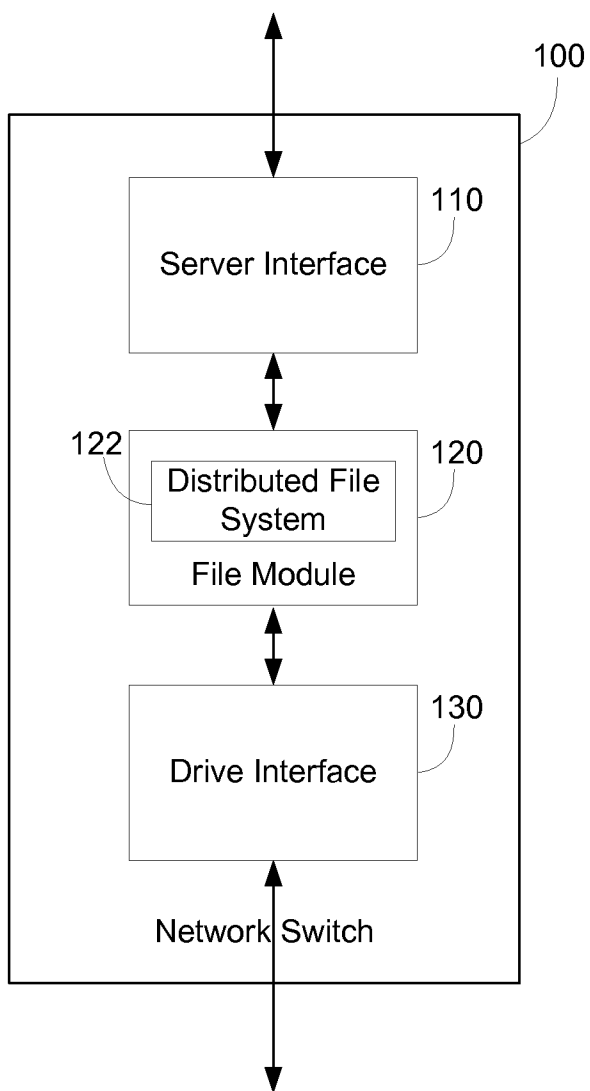 100
110
Server Interface
122
120
Distributed File
System
File Module
130
Drive Interface
Network Switch